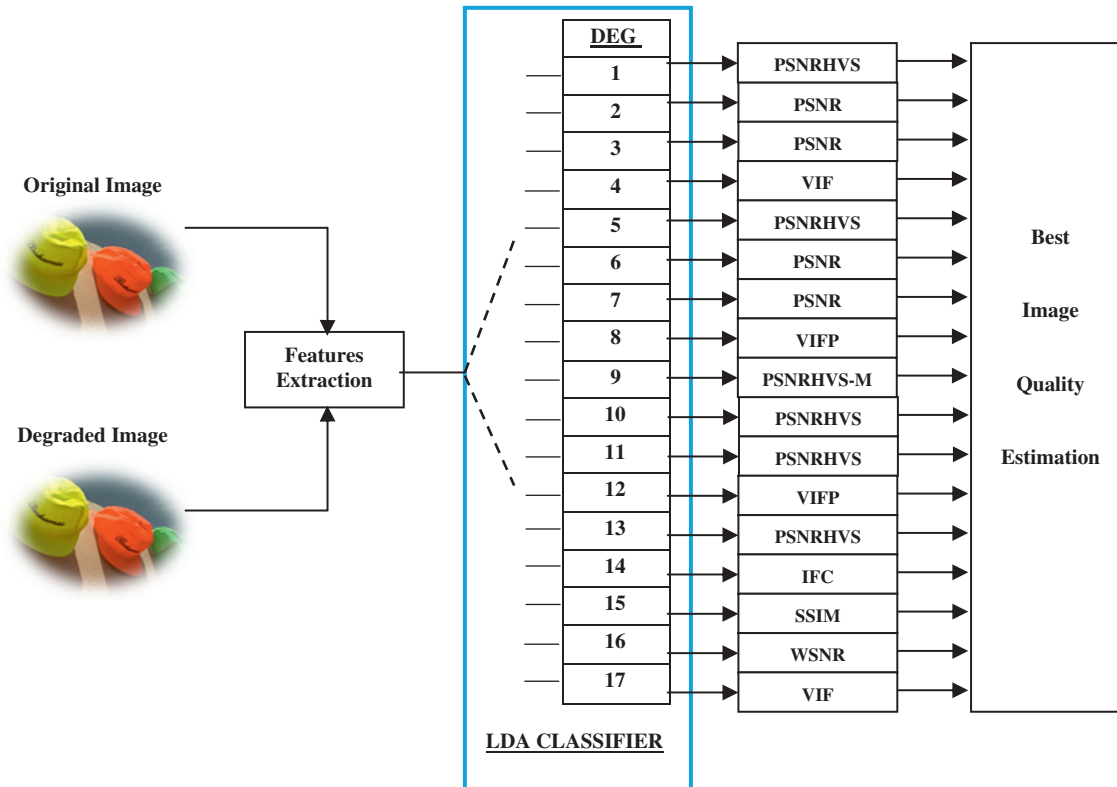 Original Image
Degraded Image
Features
Extraction
DEG
1
2
3
4
5
6
7
8
9
10
11
12
13
14
15
16
17
LDA CLASSIFIER
PSNRHVS
PSNR
PSNR
VIF
PSNRHVS
PSNR
PSNR
VIFP
PSNRHVS-M
PSNRHVS
PSNRHVS
VIFP
PSNRHVS
IFC
SSIM
WSNR
VIF
Best
Image
Quality
Estimation